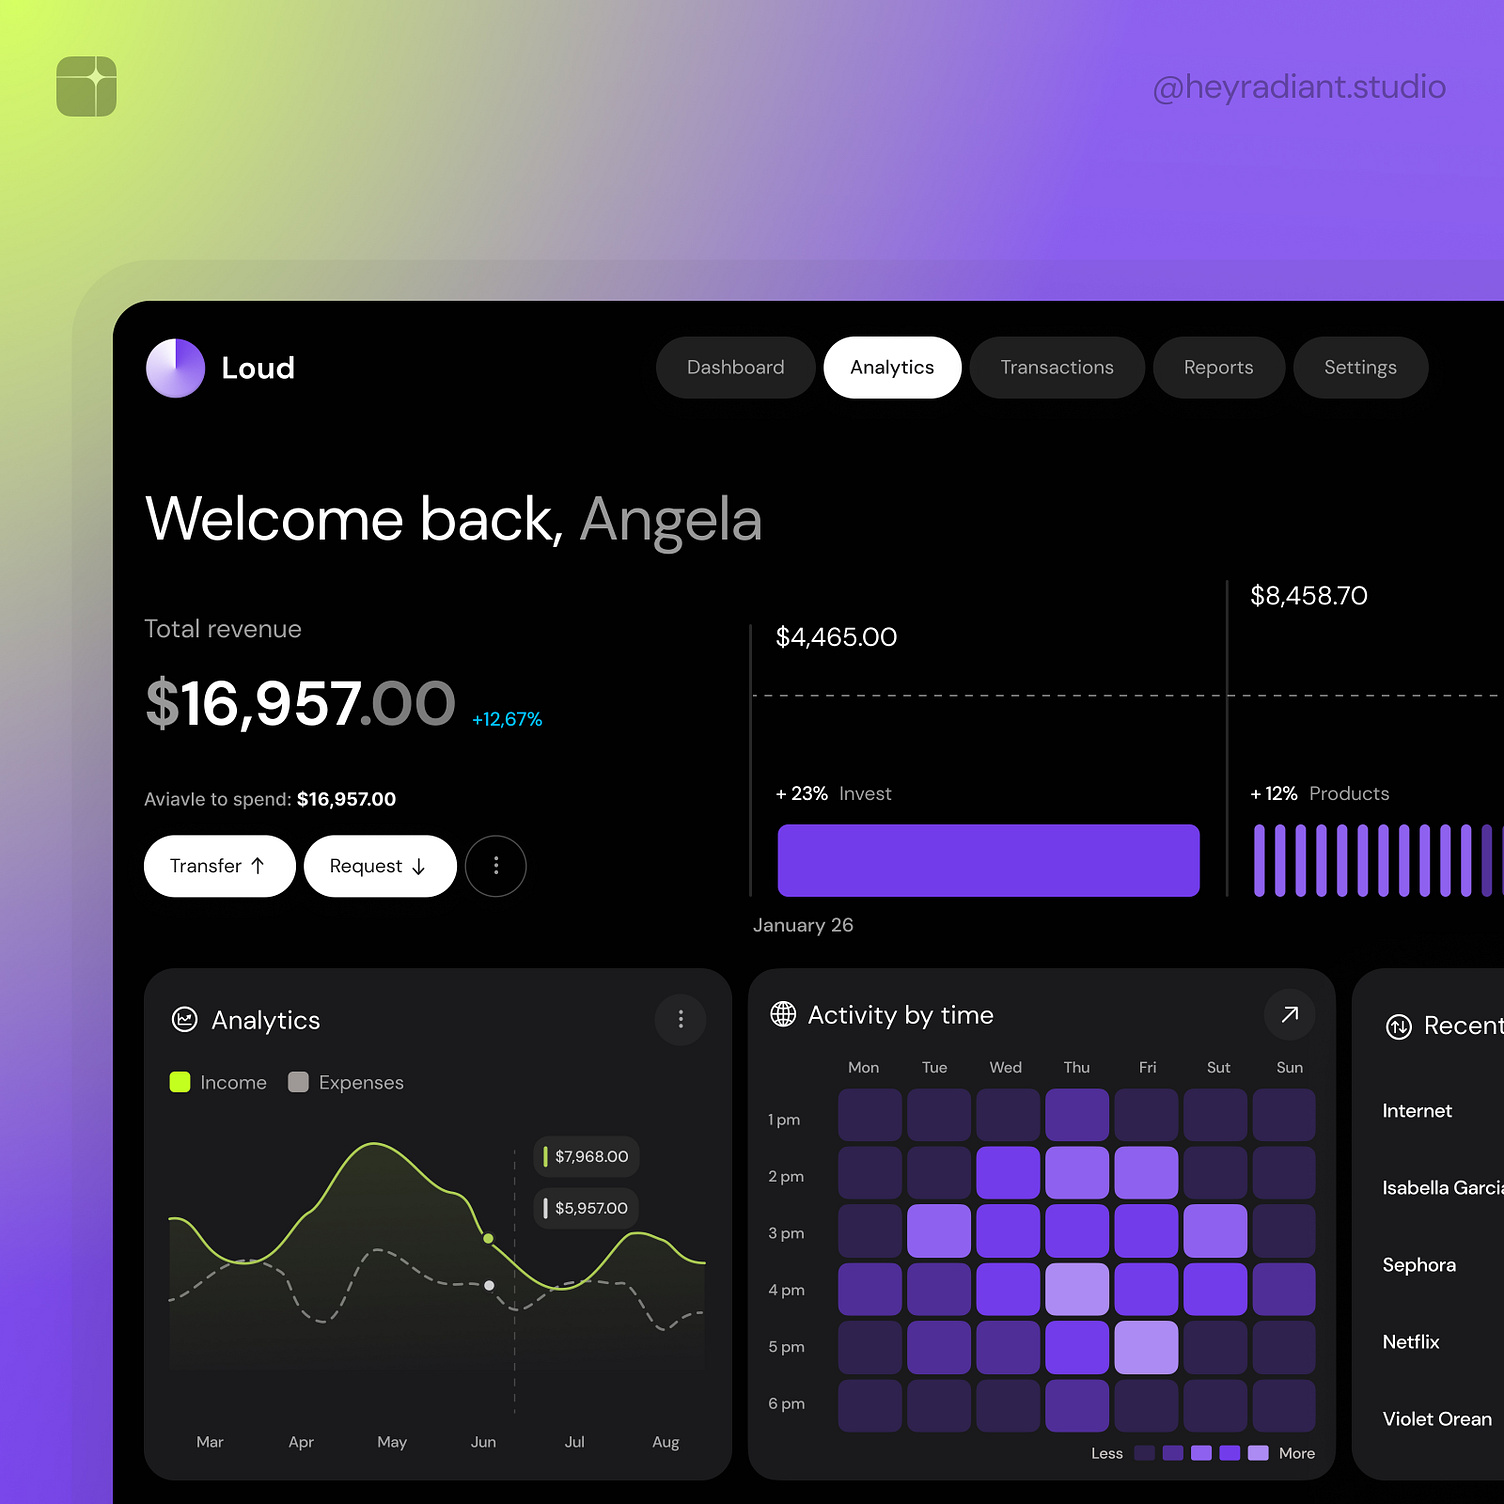 @heyradiant.studio
Loud
Dashboard
Analytics
Transactions
Reports
Settings
Welcome back, Angela
Total revenue
$16,957.00
+12,67%
Aviavle to spend: $16,957.00
Transfer ↑
Request ↓
$4,465.00
+ 23% Invest
January 26
$8,458.70
+ 12% Products
Analytics
Income
Expenses
$7,968.00
$5,957.00
Mar Apr May Jun Jul Aug
Activity by time
Mon Tue Wed Thu Fri Sut Sun
1 pm
2 pm
3 pm
4 pm
5 pm
6 pm
Less More
Recent
Internet
Isabella Garcia
Sephora
Netflix
Violet Orean